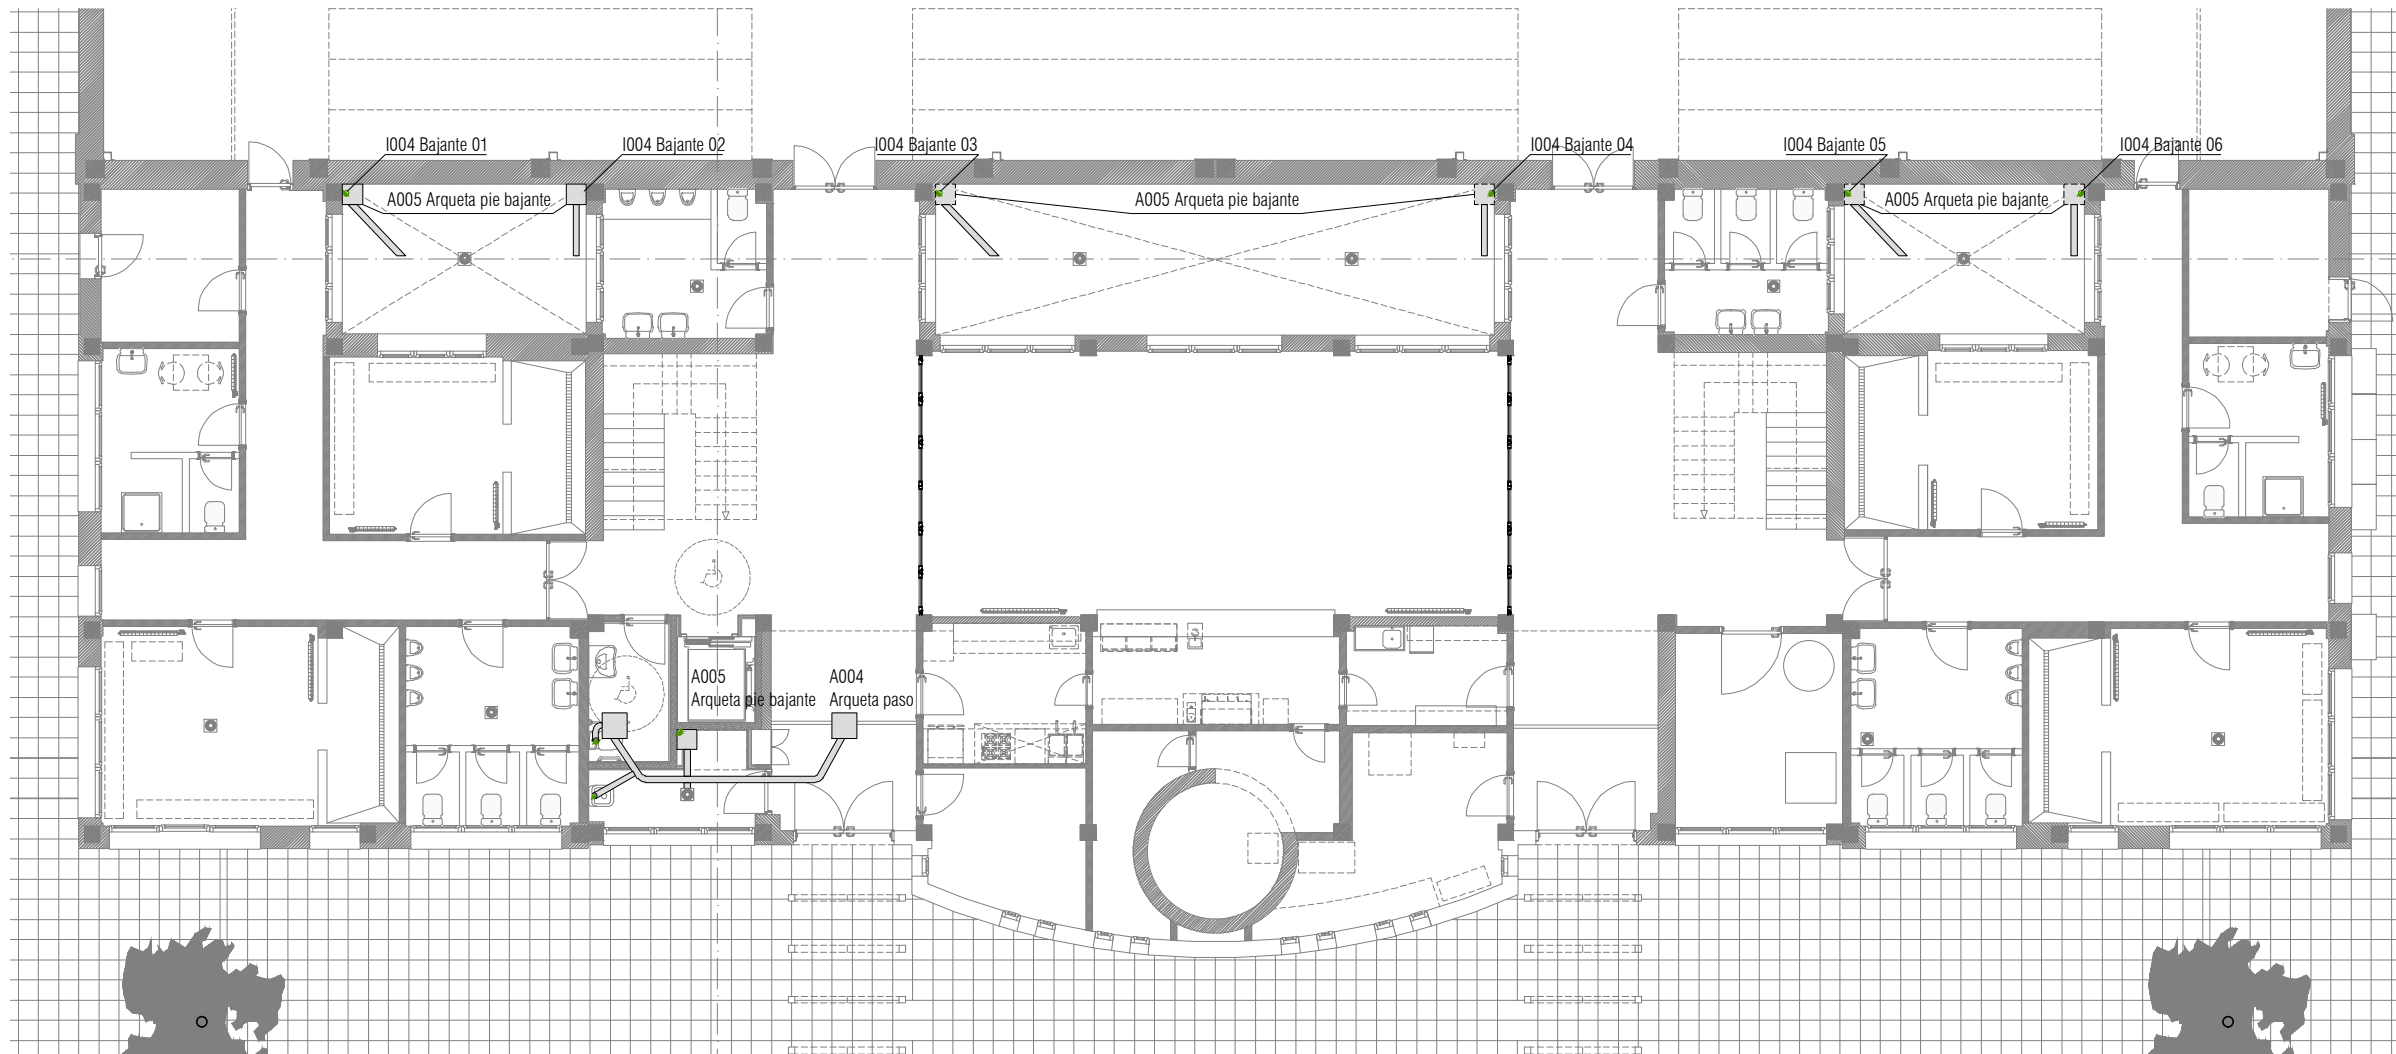 I004 Bajante 01
I004 Bajante 02
I004 Bajante 03
I004 Bajante 04
I004 Bajante 05
I004 Bajante 06
A005 Arqueta pie bajante
A005 Arqueta pie bajante
A005 Arqueta pie bajante
A005
Arqueta pie bajante
A004
Arqueta paso